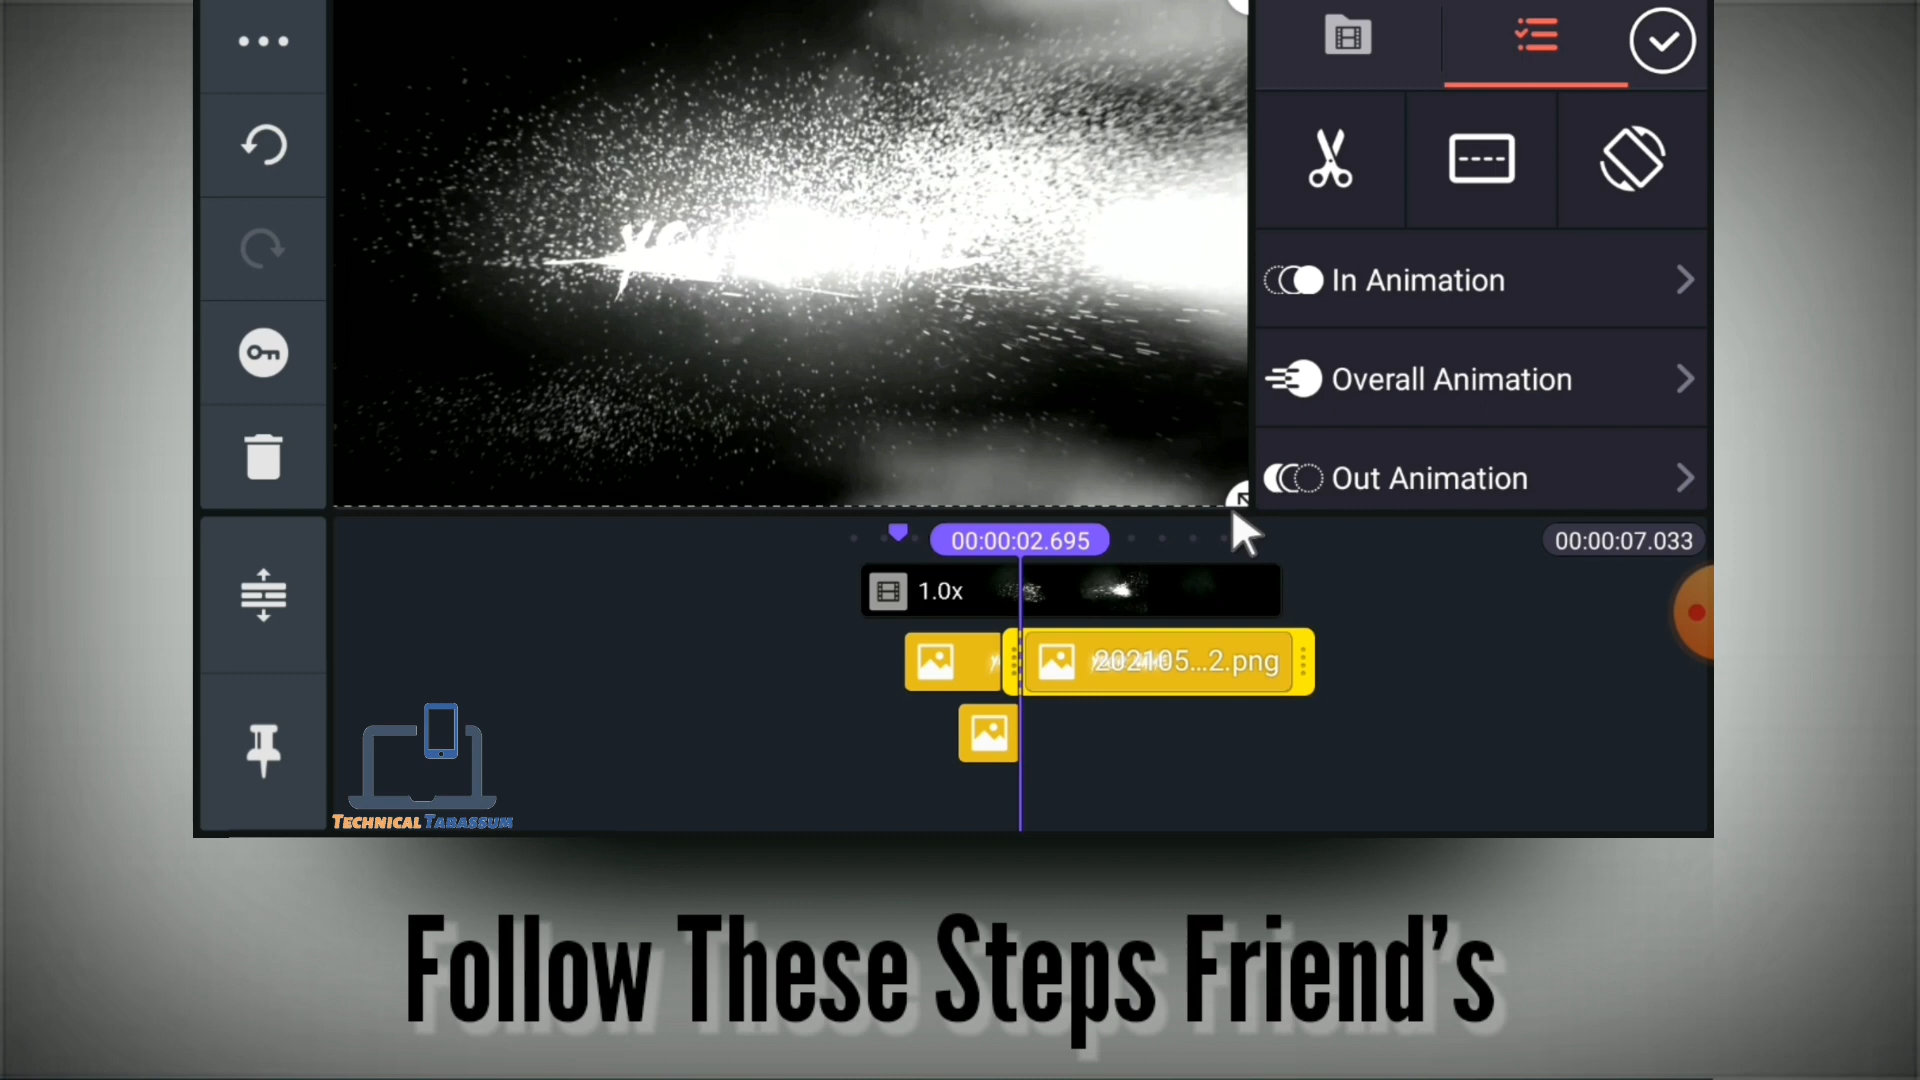 In Animation
Overall Animation
Out Animation
00:00:02.695
00:00:07.033
1.0x
202105...2.png
TECHNICAL TABASSUM
Follow These Steps Friend's